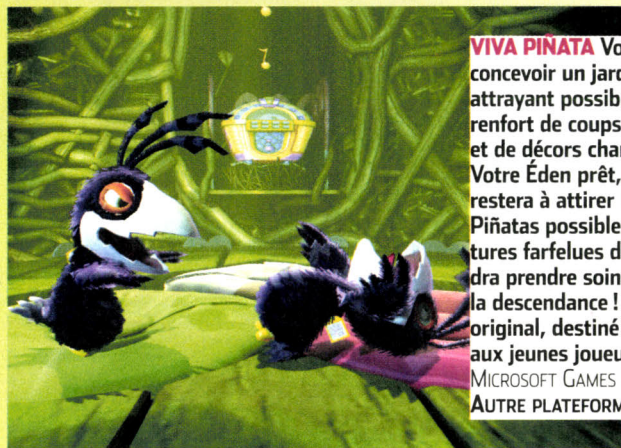 VIVA PIÑATA Vo
concevoir un jard
attrayant possib
renfort de coups
et de décors char
Votre Éden prêt,
restera à attirer
Piñatas possible
tures farfelues d
dra prendre soin
la descendance !
original, destiné
aux jeunes joueu
MICROSOFT GAMES
AUTRE PLATEFORM